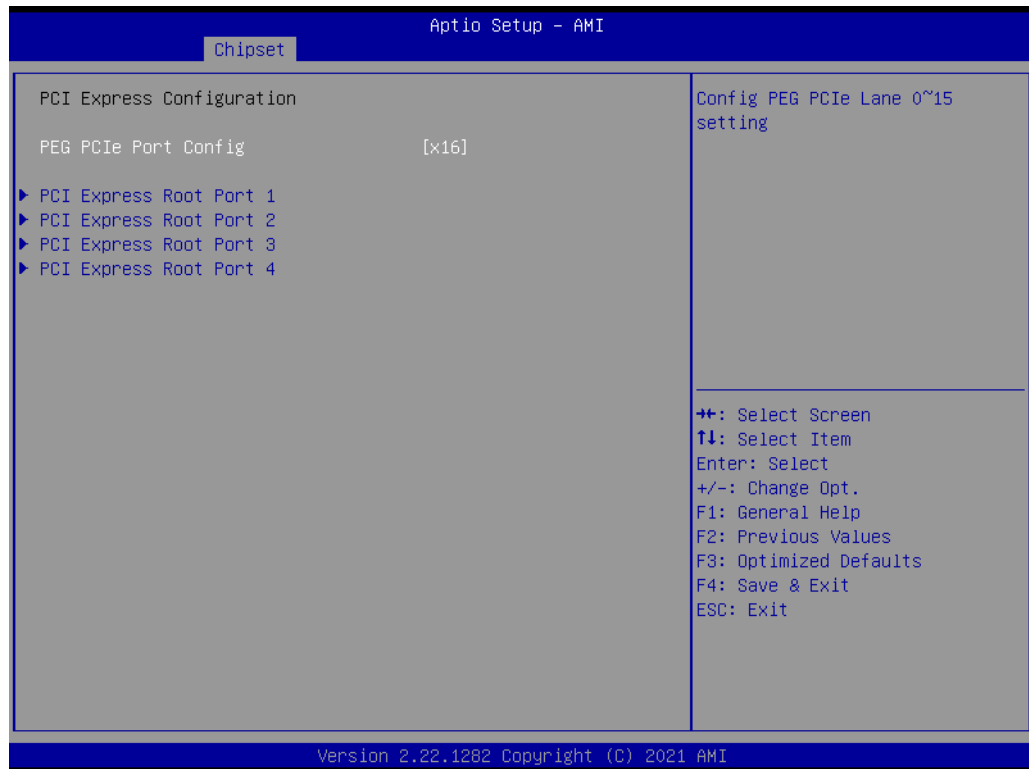 Aptio Setup – AMI
Chipset
PCI Express Configuration
PEG PCIe Port Config [x16]
▶ PCI Express Root Port 1
▶ PCI Express Root Port 2
▶ PCI Express Root Port 3
▶ PCI Express Root Port 4
Config PEG PCIe Lane 0~15
setting
→←: Select Screen
↑↓: Select Item
Enter: Select
+/-: Change Opt.
F1: General Help
F2: Previous Values
F3: Optimized Defaults
F4: Save & Exit
ESC: Exit
Version 2.22.1282 Copyright (C) 2021 AMI